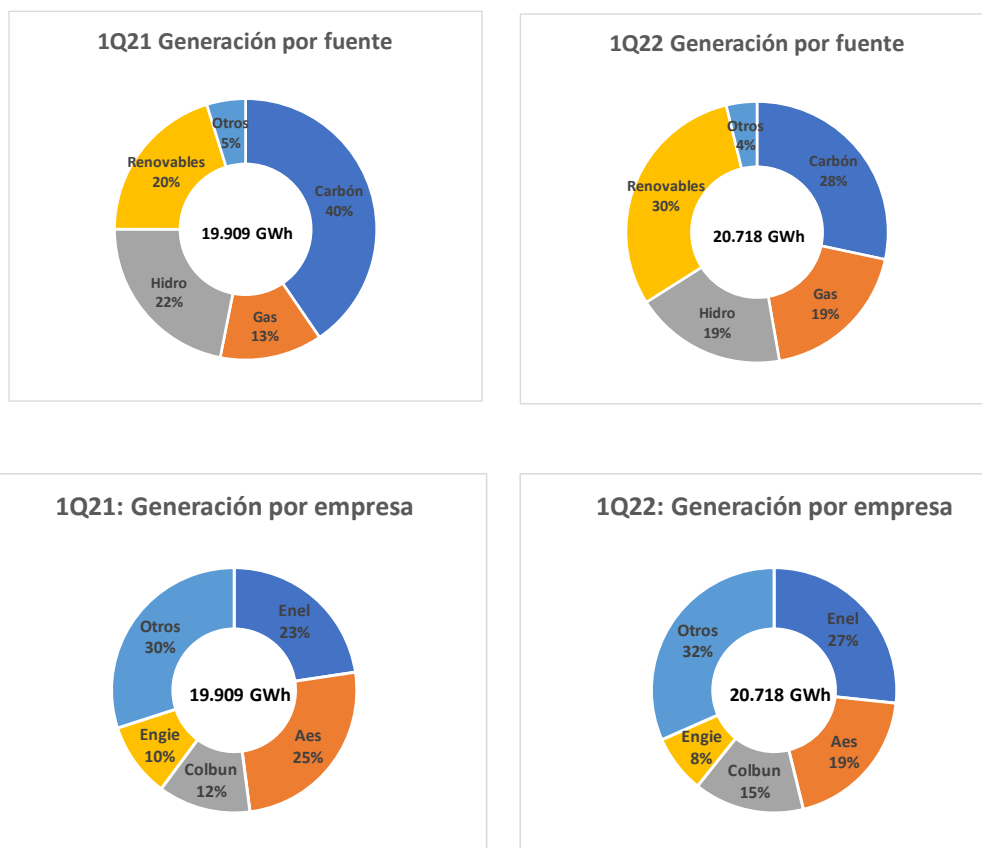 1Q21 Generación por fuente
Otros
5%
Renovables
20%
Carbón
40%
19.909 GWh
Hidro
22%
Gas
13%
1Q22 Generación por fuente
Otros
4%
Carbón
28%
Renovables
30%
20.718 GWh
Hidro
19%
Gas
19%
1Q21: Generación por empresa
Enel
23%
Otros
30%
19.909 GWh
Engie
10%
Aes
25%
Colbun
12%
1Q22: Generación por empresa
Enel
27%
Otros
32%
20.718 GWh
Engie
8%
Aes
19%
Colbun
15%